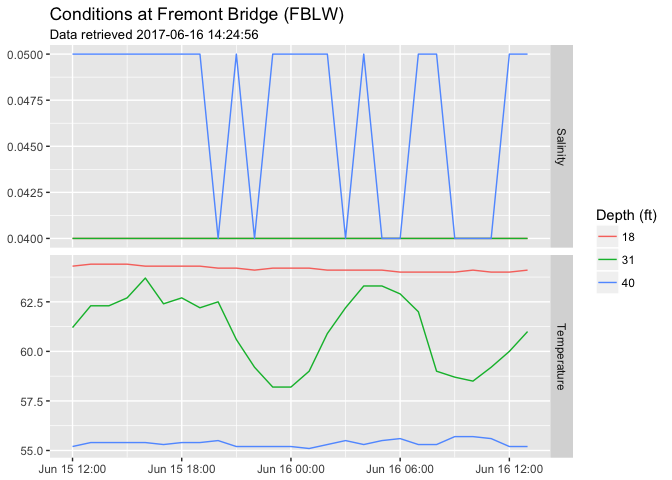 Conditions at Fremont Bridge (FBLW)
Data retrieved 2017-06-16 14:24:56
0.0500
0.0475
0.0450
0.0425
0.0400
Salinity
62.5
60.0
57.5
55.0
Temperature
Jun 15 12:00 Jun 15 18:00 Jun 16 00:00 Jun 16 06:00 Jun 16 12:00
Depth (ft)
18
31
40